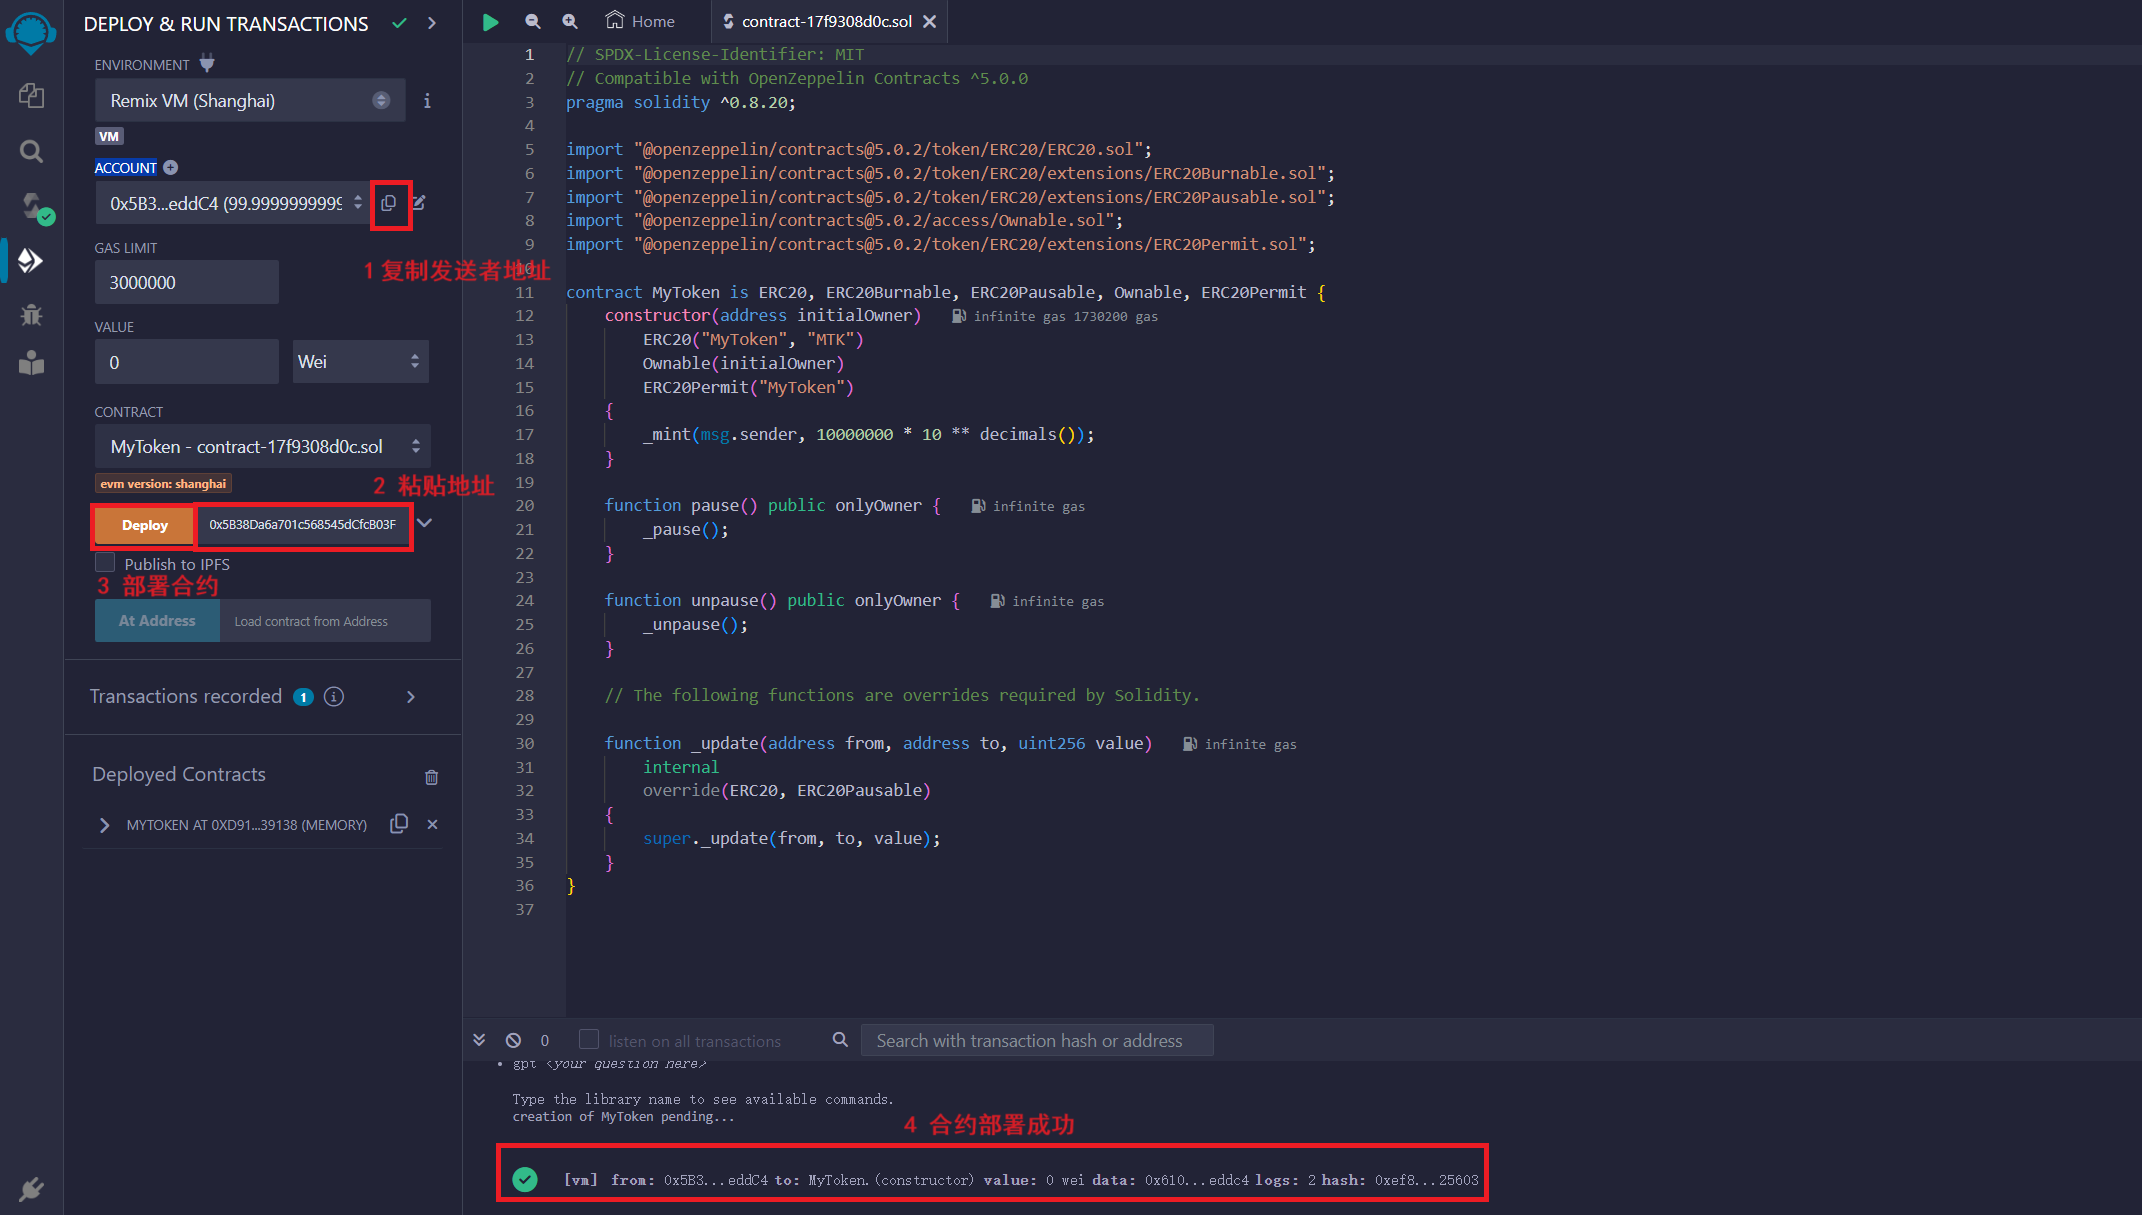 DEPLOY & RUN TRANSACTIONS
ENVIRONMENT
Remix VM (Shanghai)
VM
ACCOUNT
0x5B3...eddC4 (99.9999999999
1 复制发送者地址
GAS LIMIT
3000000
VALUE
0
Wei
CONTRACT
MyToken - contract-17f9308d0c.sol
evm version: shanghai
2 粘贴地址
Deploy
0x5B38Da6a701c568545dCfcB03F
Publish to IPFS
3 部署合约
At Address
Load contract from Address
Transactions recorded 1
Deployed Contracts
MYTOKEN AT 0XD91...39138 (MEMORY)
Home
contract-17f9308d0c.sol
1 // SPDX-License-Identifier: MIT
2 // Compatible with OpenZeppelin Contracts ^5.0.0
3 pragma solidity ^0.8.20;
4
5 import "@openzeppelin/contracts@5.0.2/token/ERC20/ERC20.sol";
6 import "@openzeppelin/contracts@5.0.2/token/ERC20/extensions/ERC20Burnable.sol";
7 import "@openzeppelin/contracts@5.0.2/token/ERC20/extensions/ERC20Pausable.sol";
8 import "@openzeppelin/contracts@5.0.2/access/Ownable.sol";
9 import "@openzeppelin/contracts@5.0.2/token/ERC20/extensions/ERC20Permit.sol";
10
11 contract MyToken is ERC20, ERC20Burnable, ERC20Pausable, Ownable, ERC20Permit {
12 constructor(address initialOwner) infinite gas 1730200 gas
13 ERC20("MyToken", "MTK")
14 Ownable(initialOwner)
15 ERC20Permit("MyToken")
16 {
17 _mint(msg.sender, 10000000 * 10 ** decimals());
18 }
19
20 function pause() public onlyOwner { infinite gas
21 _pause();
22 }
23
24 function unpause() public onlyOwner { infinite gas
25 _unpause();
26 }
27
28 // The following functions are overrides required by Solidity.
29
30 function _update(address from, address to, uint256 value) infinite gas
31 internal
32 override(ERC20, ERC20Pausable)
33 {
34 super._update(from, to, value);
35 }
36 }
37
0
listen on all transactions
Search with transaction hash or address
• gpt <your question here>
Type the library name to see available commands.
creation of MyToken pending...
4 合约部署成功
[vm] from: 0x5B3...eddC4 to: MyToken.(constructor) value: 0 wei data: 0x610...eddc4 logs: 2 hash: 0xef8...25603